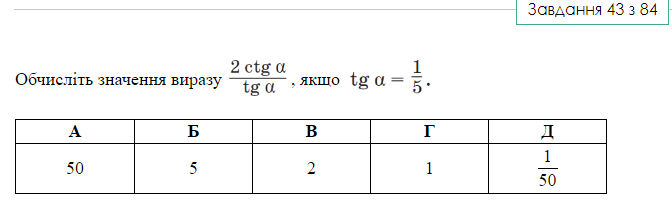 Завдання 43 з 84
Обчисліть значення виразу 2 ctg α / tg α , якщо tg α = 1/5 .
А Б В Г Д
50 5 2 1 1/50